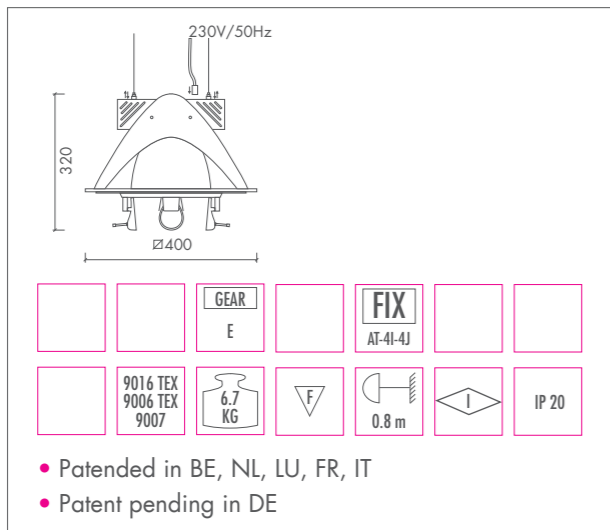 230V/50Hz
320
⌀400
GEAR
E
FIX
AT-4I-4J
9016 TEX
9006 TEX
9007
6.7
KG
F
0.8 m
I
IP 20
• Patended in BE, NL, LU, FR, IT
• Patent pending in DE